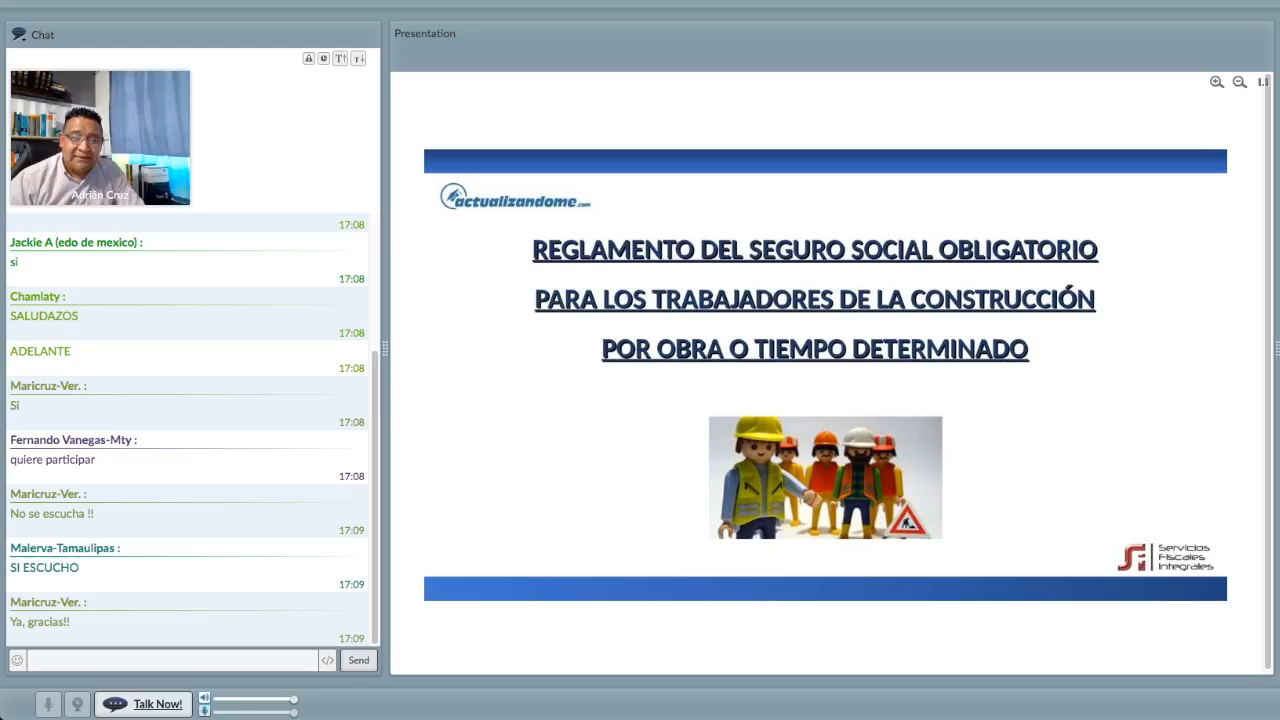 Chat
Adrián Cruz
17:08
Jackie A (edo de mexico) :
si
17:08
Chamlaty :
SALUDAZOS
17:08
ADELANTE
17:08
Maricruz-Ver. :
Si
17:08
Fernando Vanegas-Mty :
quiere participar
17:08
Maricruz-Ver. :
No se escucha !!
17:09
Malerva-Tamaulipas :
SI ESCUCHO
17:09
Maricruz-Ver. :
Ya, gracias!!
17:09
Send
Talk Now!
Presentation
1:1
actualizandome.com
REGLAMENTO DEL SEGURO SOCIAL OBLIGATORIO
PARA LOS TRABAJADORES DE LA CONSTRUCCIÓN
POR OBRA O TIEMPO DETERMINADO
Servicios
Fiscales
Integrales